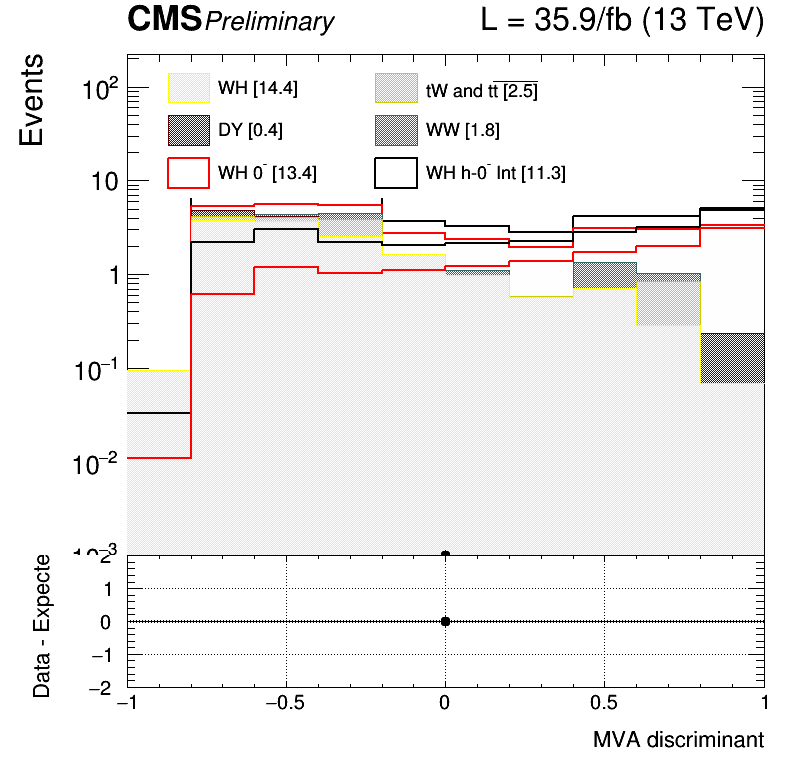 CMS Preliminary L = 35.9/fb (13 TeV)
Events
WH [14.4] tW and tt [2.5]
DY [0.4] WW [1.8]
WH 0⁻ [13.4] WH h-0⁻ Int [11.3]
10²
10
1
10⁻¹
10⁻²
10⁻³
Data - Expecte
2
1
0
−1
−2
−1 −0.5 0 0.5 1
MVA discriminant